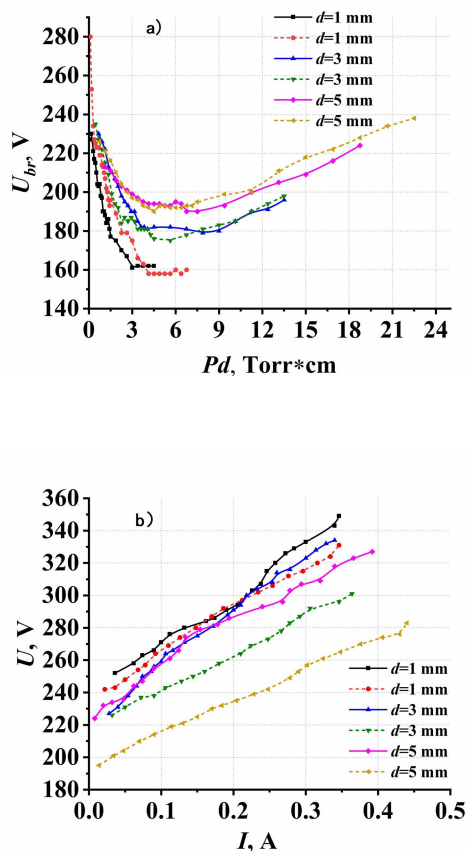 a)
d=1 mm
d=1 mm
d=3 mm
d=3 mm
d=5 mm
d=5 mm
280
260
240
220
200
180
160
140
U_br, V
0 3 6 9 12 15 18 21 24
Pd, Torr*cm
b)
360
340
320
300
280
260
240
220
200
180
U, V
d=1 mm
d=1 mm
d=3 mm
d=3 mm
d=5 mm
d=5 mm
0.0 0.1 0.2 0.3 0.4 0.5
I, A